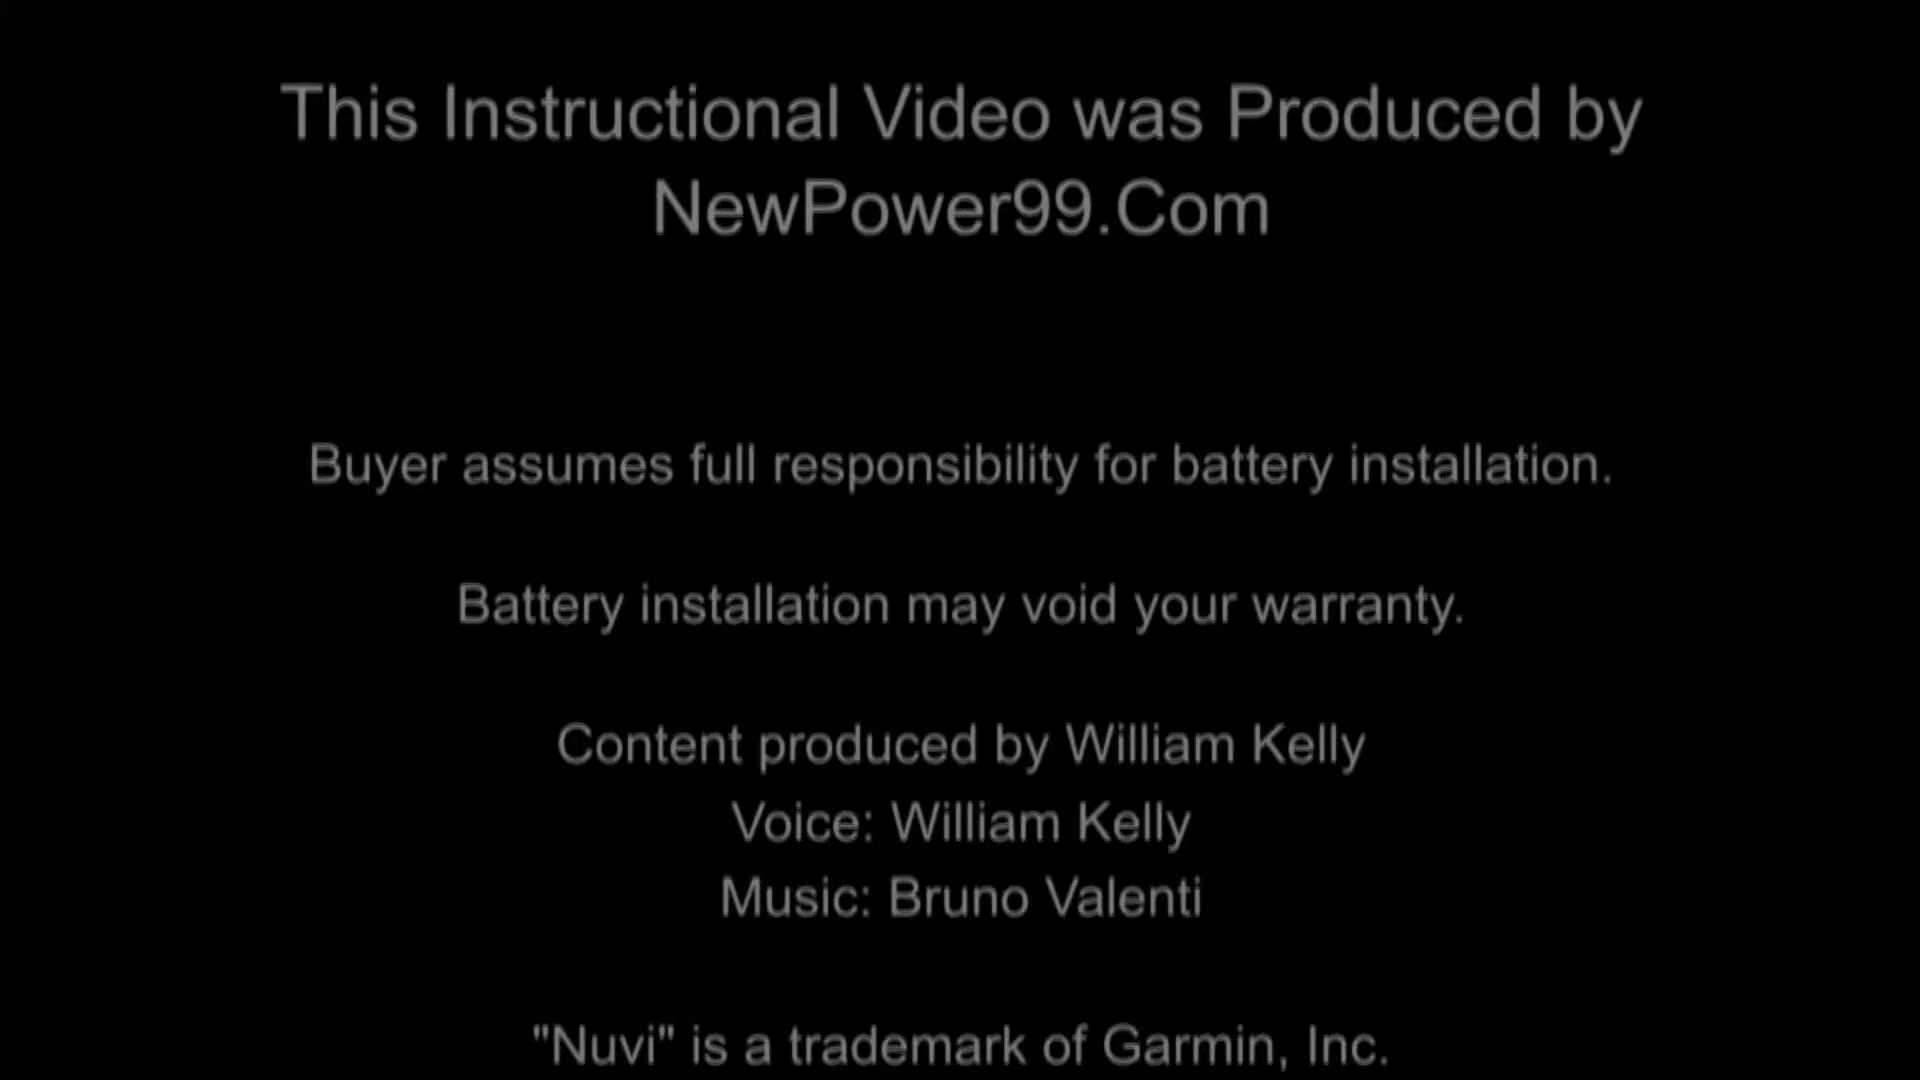 This Instructional Video was Produced by
NewPower99.Com
Buyer assumes full responsibility for battery installation.
Battery installation may void your warranty.
Content produced by William Kelly
Voice: William Kelly
Music: Bruno Valenti
"Nuvi" is a trademark of Garmin, Inc.